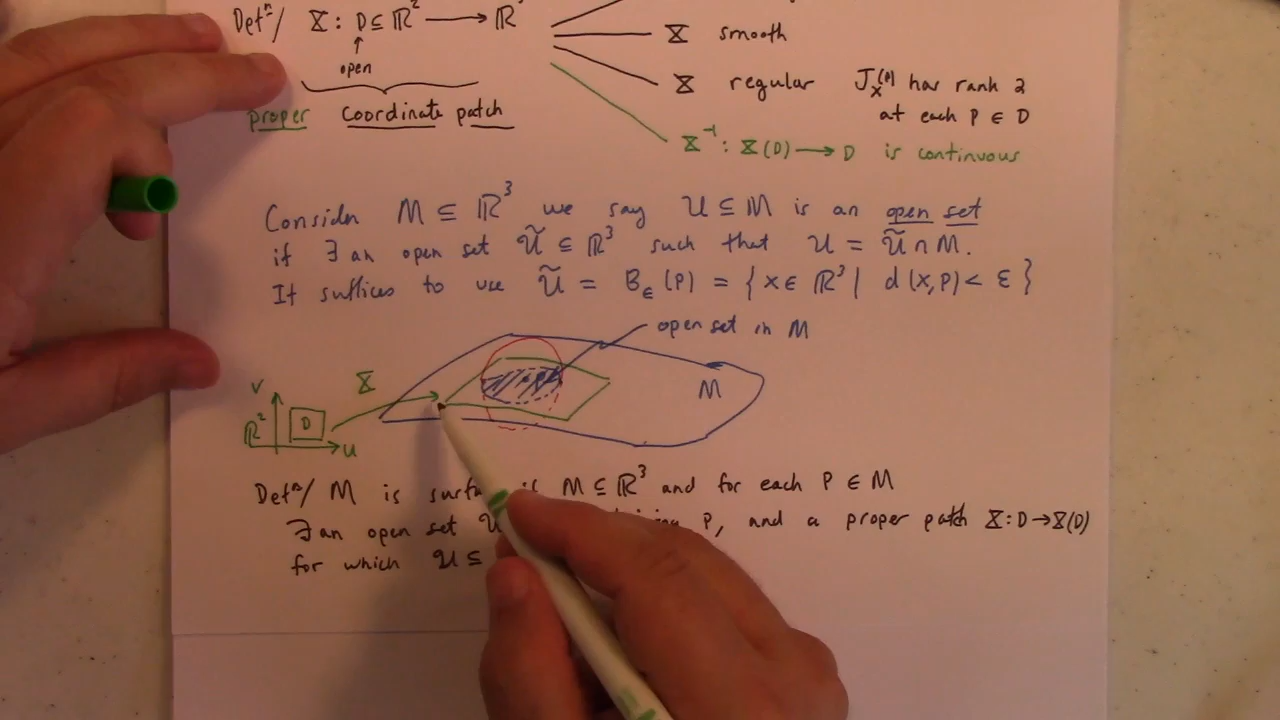 Defⁿ/ X : D ⊆ ℝ² → ℝ³
open
proper coordinate patch
X smooth
X regular J_X(P) has rank 2
at each P ∈ D
X⁻¹ : X(D) → D is continuous
Consider M ⊆ ℝ³ we say U ⊆ M is an open set
if ∃ an open set Ũ ⊆ ℝ³ such that U = Ũ ∩ M.
It suffices to use Ũ = B_ε(P) = { x ∈ ℝ³ | d(x,P) < ε }
open set in M
M
X
V
ℝ² D
u
Defⁿ/ M is M ⊆ ℝ³ and for each P ∈ M
∃ an open set U P, and a proper patch X : D → X(D)
for which U ⊆